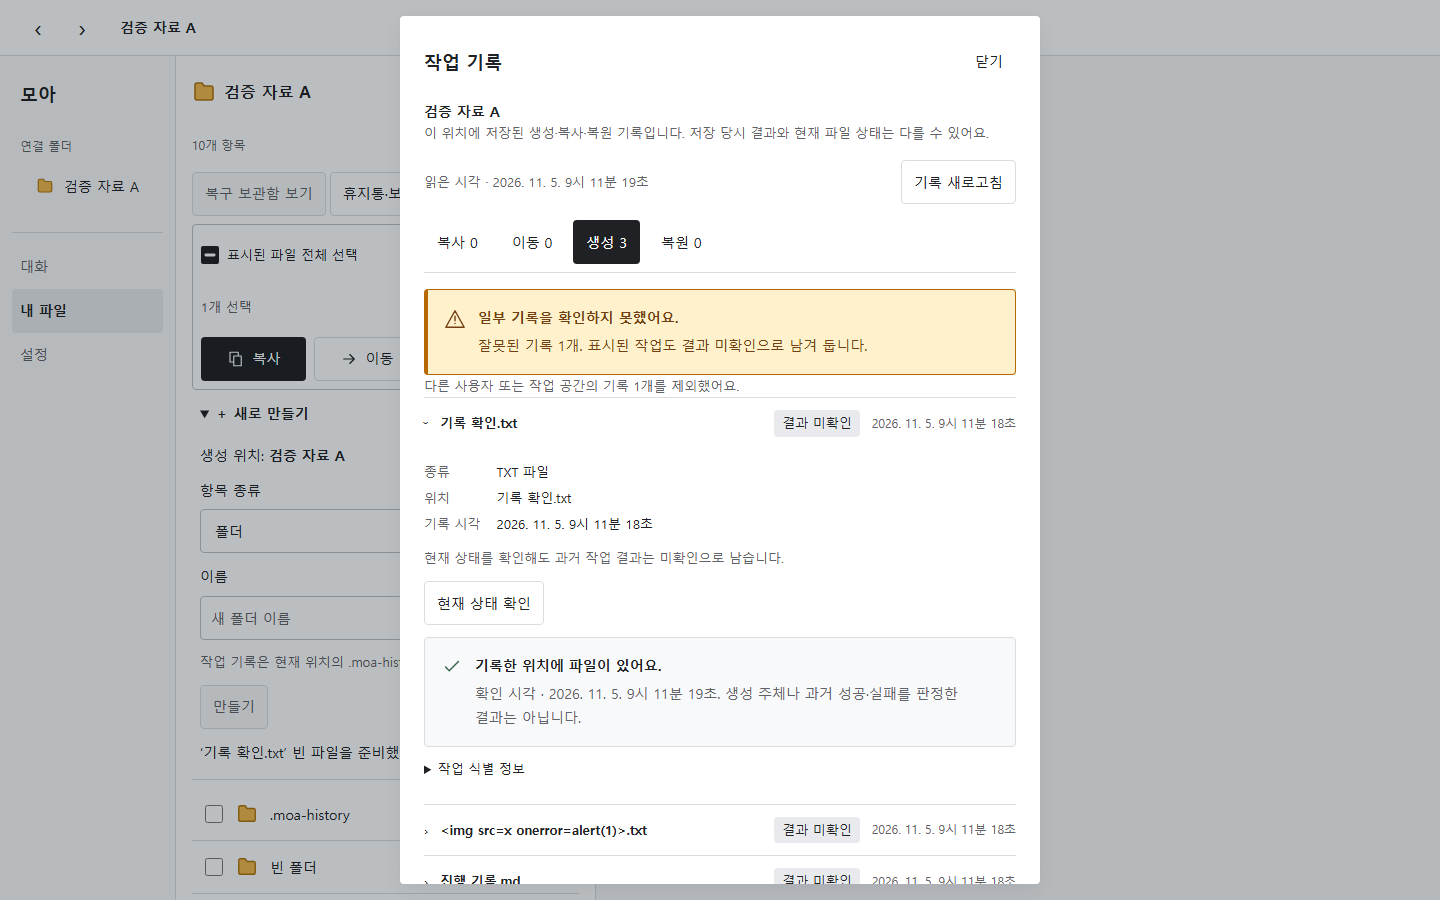 검증 자료 A
모아
연결 폴더
검증 자료 A
대화
내 파일
설정
검증 자료 A
10개 항목
복구 보관함 보기
휴지통·보
표시된 파일 전체 선택
1개 선택
복사
이동
+ 새로 만들기
생성 위치: 검증 자료 A
항목 종류
폴더
이름
새 폴더 이름
작업 기록은 현재 위치의 .moa-his
만들기
‘기록 확인.txt’ 빈 파일을 준비했
.moa-history
빈 폴더
작업 기록
닫기
검증 자료 A
이 위치에 저장된 생성·복사·복원 기록입니다. 저장 당시 결과와 현재 파일 상태는 다를 수 있어요.
읽은 시각 · 2026. 11. 5. 9시 11분 19초
기록 새로고침
복사 0
이동 0
생성 3
복원 0
일부 기록을 확인하지 못했어요.
잘못된 기록 1개. 표시된 작업도 결과 미확인으로 남겨 둡니다.
다른 사용자 또는 작업 공간의 기록 1개를 제외했어요.
기록 확인.txt
결과 미확인
2026. 11. 5. 9시 11분 18초
종류 TXT 파일
위치 기록 확인.txt
기록 시각 2026. 11. 5. 9시 11분 18초
현재 상태를 확인해도 과거 작업 결과는 미확인으로 남습니다.
현재 상태 확인
기록한 위치에 파일이 있어요.
확인 시각 · 2026. 11. 5. 9시 11분 19초. 생성 주체나 과거 성공·실패를 판정한
결과는 아닙니다.
작업 식별 정보
<img src=x onerror=alert(1)>.txt
결과 미확인
2026. 11. 5. 9시 11분 18초
진행 기록.md
결과 미확인
2026. 11. 5. 9시 11분 18초